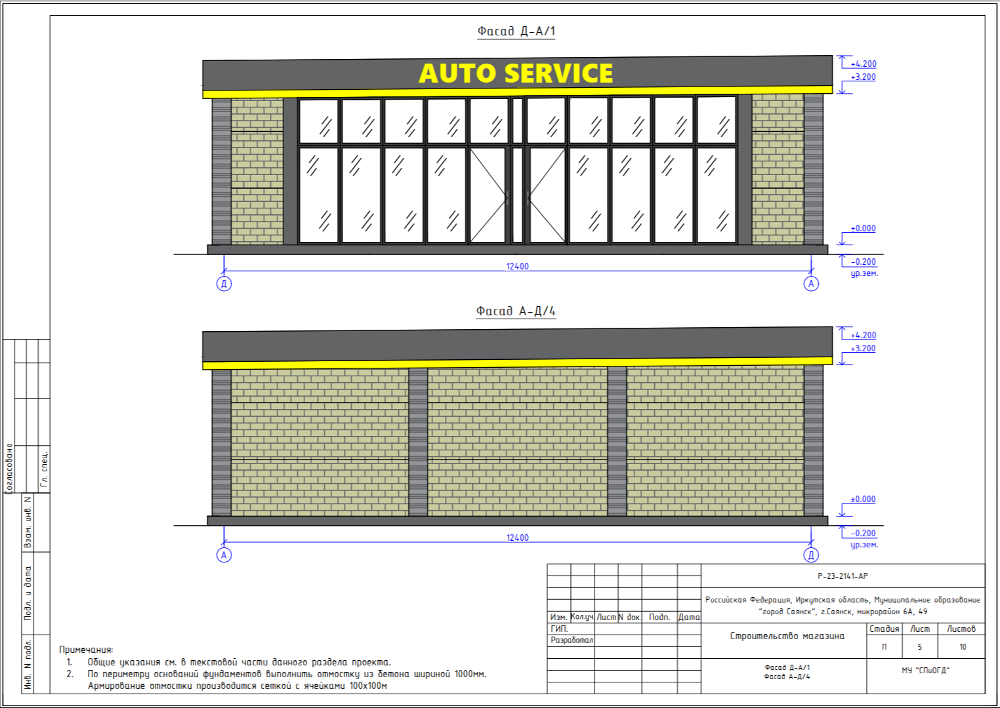 Фасад Д-А/1
AUTO SERVICE
+4.200
+3.200
±0.000
-0.200
ур.зем.
12400
Д
А
Фасад А-Д/4
+4.200
+3.200
±0.000
-0.200
ур.зем.
12400
А
Д
Согласовано
Гл. спец.
Взам. инв. N
Подл. и дата
Инв. N подл.
Примечания:
1. Общие указания см. в текстовой части данного раздела проекта.
2. По периметру оснований фундаментов выполнить отмостку из бетона шириной 1000мм.
Армирование отмостки производится сеткой с ячейками 100х100м
Р-23-2141-АР
Российская Федерация, Иркутская область, Муниципальное образование
"город Саянск", г.Саянск, микрорайон 6А, 49
Изм. Кол.уч. Лист N док. Подп. Дата
ГИП.
Разработал
Строительство магазина
Стадия Лист Листов
П 5 10
Фасад Д-А/1
Фасад А-Д/4
МУ "СПиОГД"